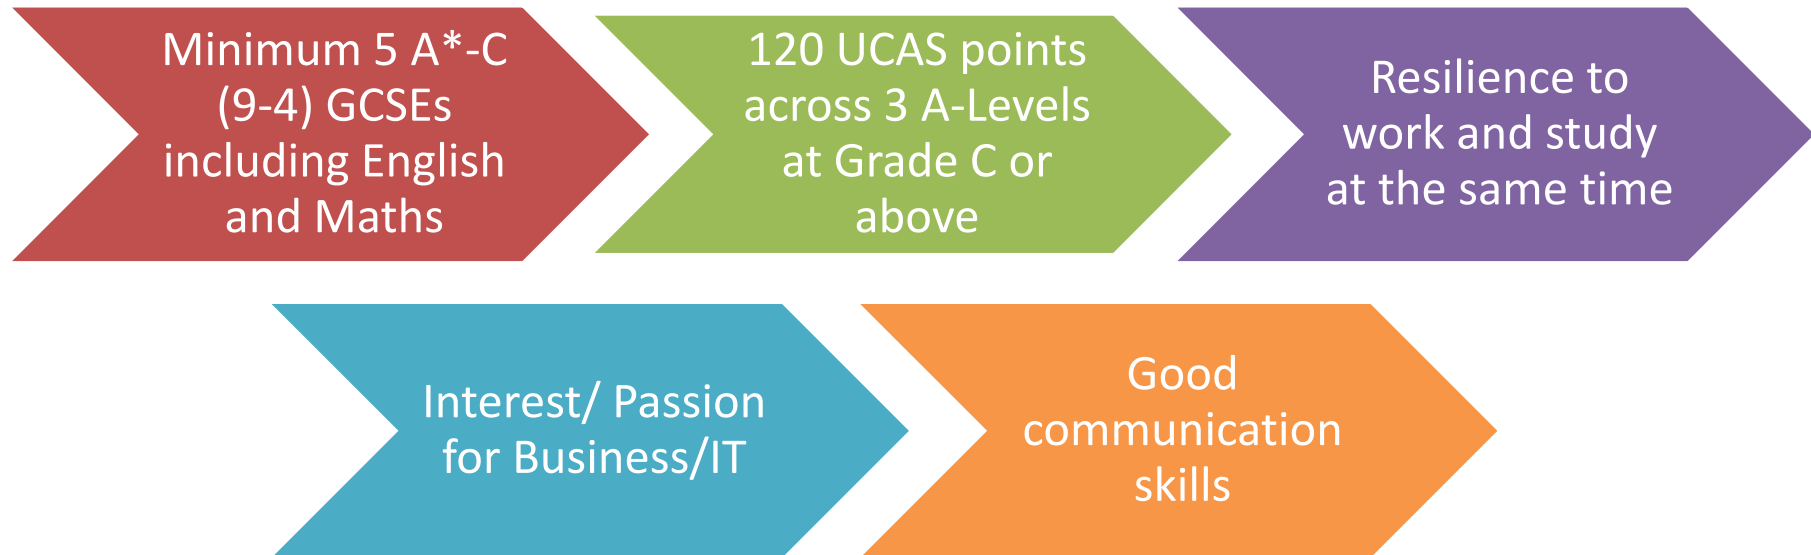 Minimum 5 A*-C
(9-4) GCSEs
including English
and Maths
120 UCAS points
across 3 A-Levels
at Grade C or
above
Resilience to
work and study
at the same time
Interest/ Passion
for Business/IT
Good
communication
skills